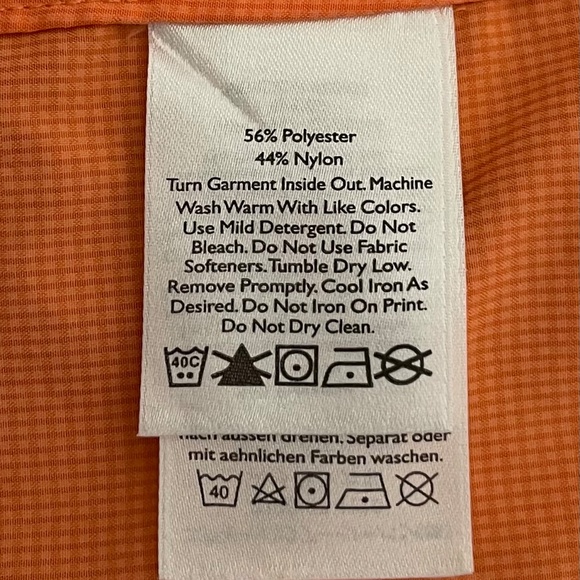 56% Polyester
44% Nylon
Turn Garment Inside Out. Machine
Wash Warm With Like Colors.
Use Mild Detergent. Do Not
Bleach. Do Not Use Fabric
Softeners. Tumble Dry Low.
Remove Promptly. Cool Iron As
Desired. Do Not Iron On Print.
Do Not Dry Clean.
40C
nach aussen drehen. Separat oder
mit aehnlichen Farben waschen.
40